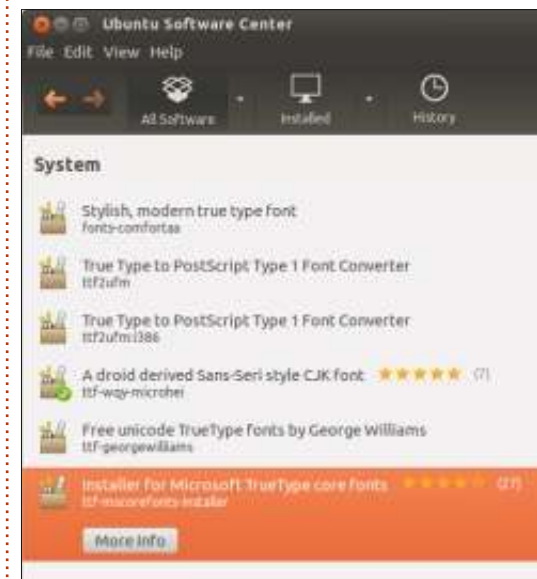 Ubuntu Software Center
File Edit View Help
All Software
Installed
History
System
Stylish, modern true type font
fonts-comfortaa
True Type to PostScript Type 1 Font Converter
ttf2ufm
True Type to PostScript Type 1 Font Converter
ttf2ufm:i386
A droid derived Sans-Seri style CJK font (7)
ttf-wqy-microhei
Free unicode TrueType fonts by George Williams
ttf-georgewilliams
Installer for Microsoft TrueType core fonts (27)
ttf-mscorefonts-installer
More Info